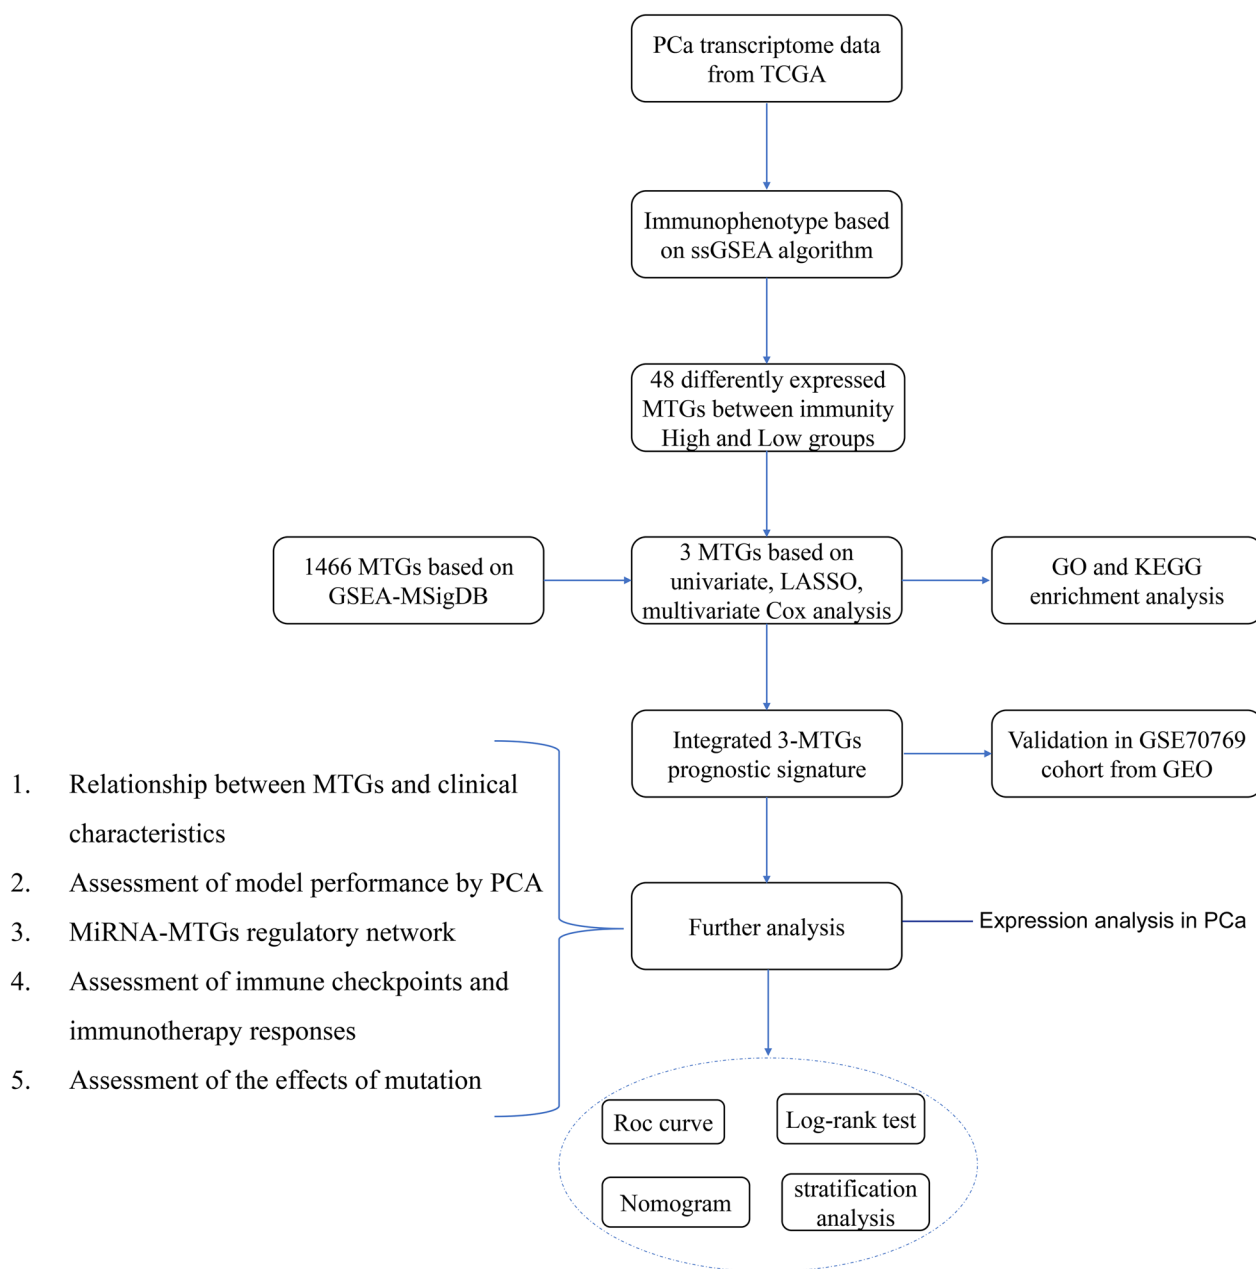 PCa transcriptome data
from TCGA
Immunophenotype based
on ssGSEA algorithm
48 differently expressed
MTGs between immunity
High and Low groups
1466 MTGs based on
GSEA-MSigDB
3 MTGs based on
univariate, LASSO,
multivariate Cox analysis
GO and KEGG
enrichment analysis
Integrated 3-MTGs
prognostic signature
Validation in GSE70769
cohort from GEO
1. Relationship between MTGs and clinical
characteristics
2. Assessment of model performance by PCA
3. MiRNA-MTGs regulatory network
4. Assessment of immune checkpoints and
immunotherapy responses
5. Assessment of the effects of mutation
Further analysis
Expression analysis in PCa
Roc curve
Log-rank test
Nomogram
stratification
analysis